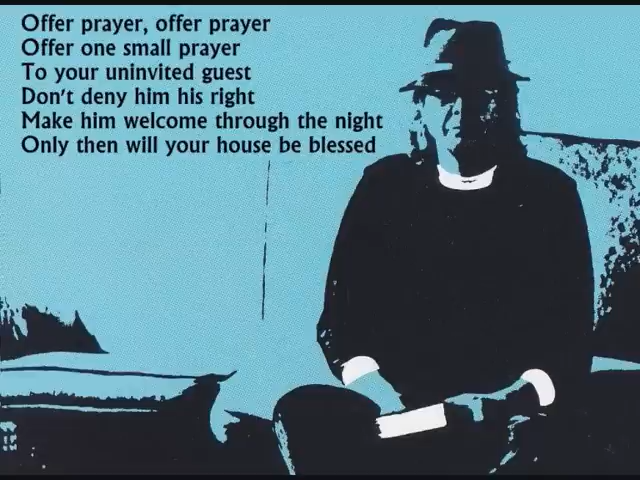 Offer prayer, offer prayer
Offer one small prayer
To your uninvited guest
Don't deny him his right
Make him welcome through the night
Only then will your house be blessed